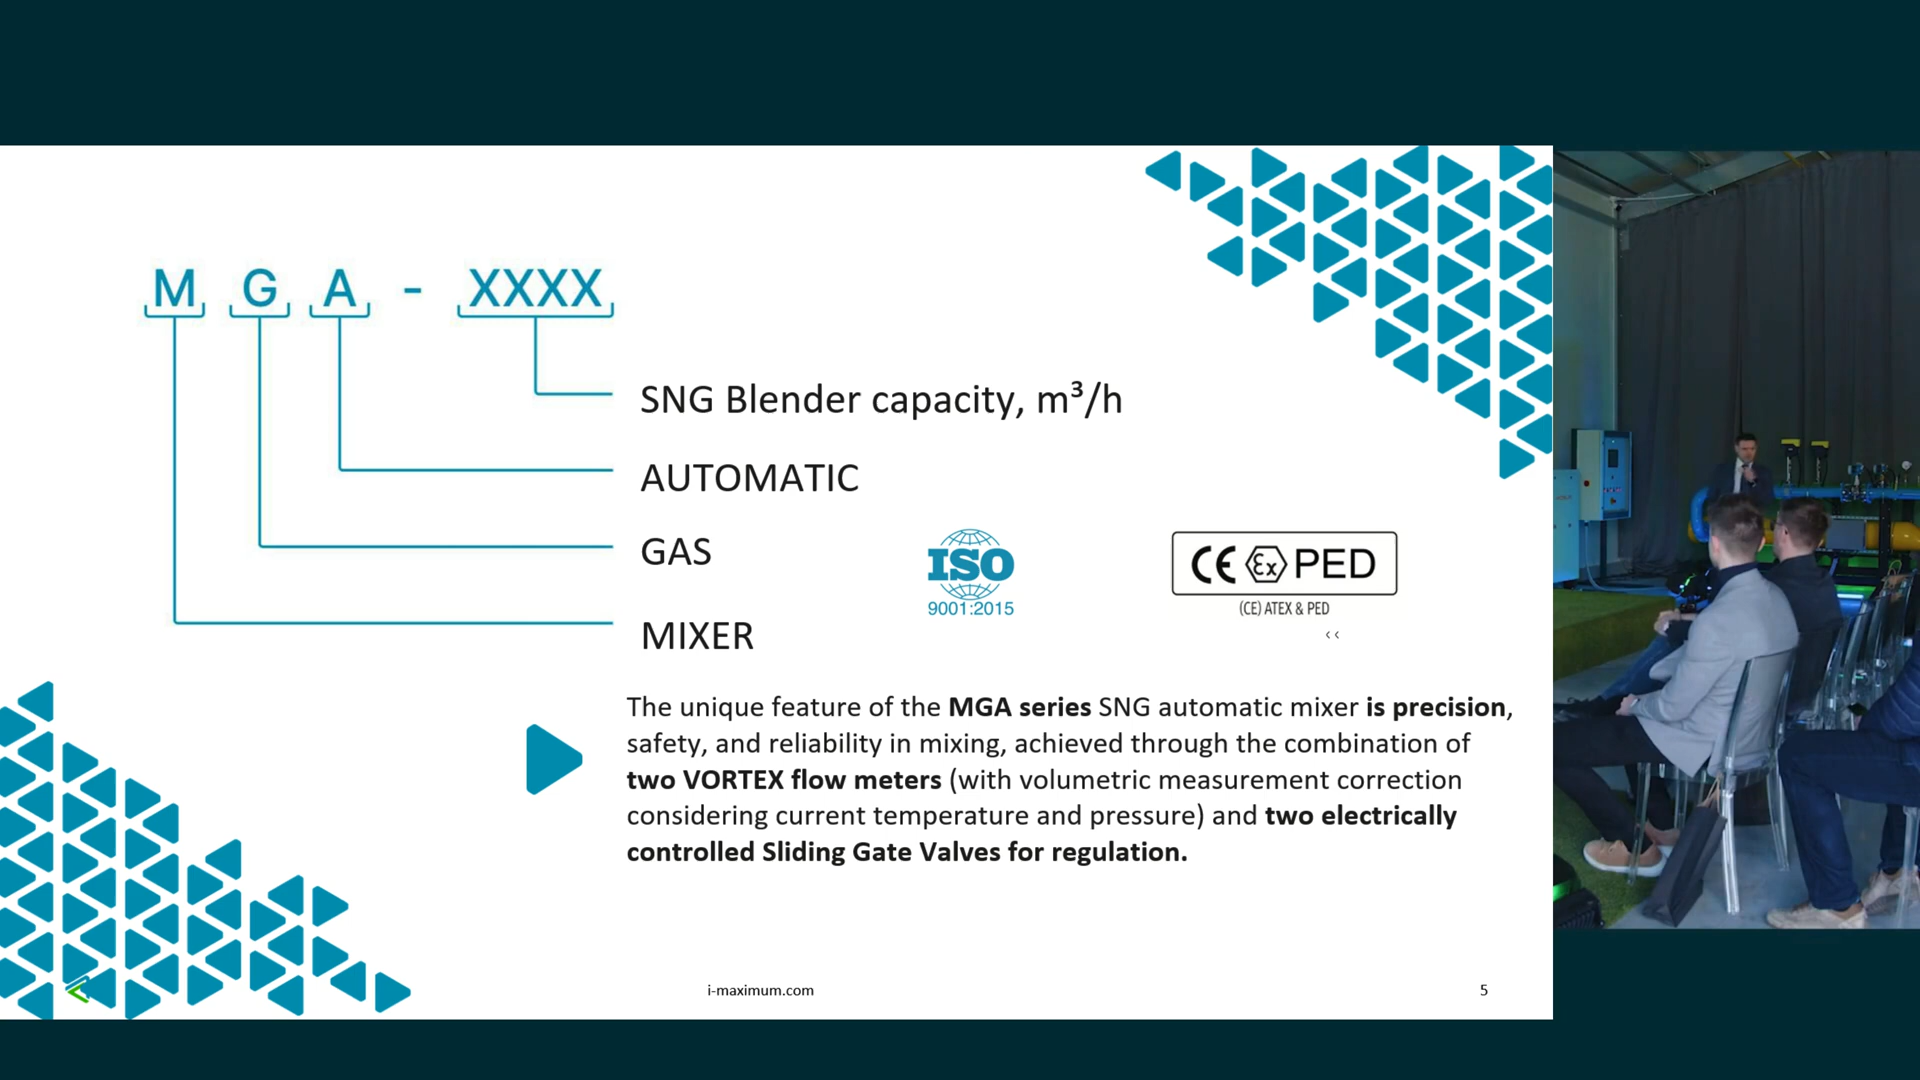 M G A - XXXX
SNG Blender capacity, m³/h
AUTOMATIC
GAS
MIXER
ISO
9001:2015
CE Ex PED
(CE) ATEX & PED
‹ ‹
The unique feature of the MGA series SNG automatic mixer is precision,
safety, and reliability in mixing, achieved through the combination of
two VORTEX flow meters (with volumetric measurement correction
considering current temperature and pressure) and two electrically
controlled Sliding Gate Valves for regulation.
i-maximum.com
5